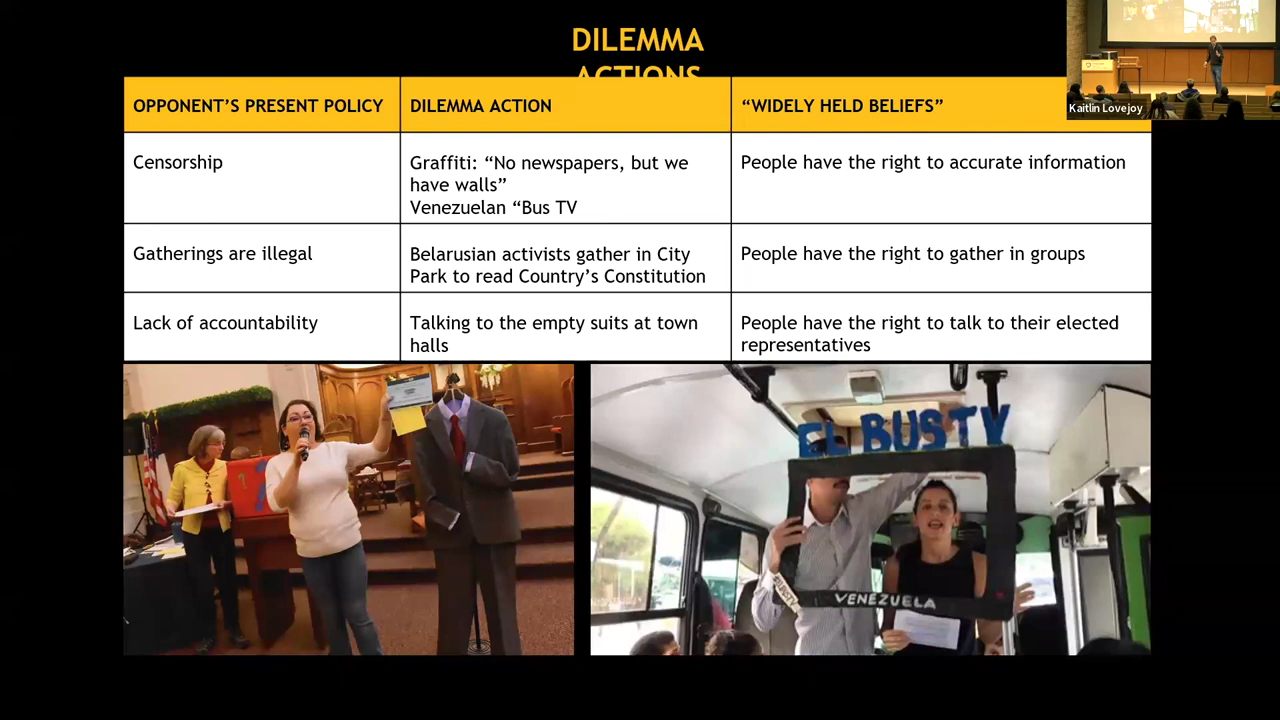 DILEMMA
ACTIONS
OPPONENT’S PRESENT POLICY
DILEMMA ACTION
“WIDELY HELD BELIEFS”
Kaitlin Lovejoy
Censorship
Graffiti: “No newspapers, but we
have walls”
Venezuelan “Bus TV
People have the right to accurate information
Gatherings are illegal
Belarusian activists gather in City
Park to read Country’s Constitution
People have the right to gather in groups
Lack of accountability
Talking to the empty suits at town
halls
People have the right to talk to their elected
representatives
EL BUSTV
VENEZUELA